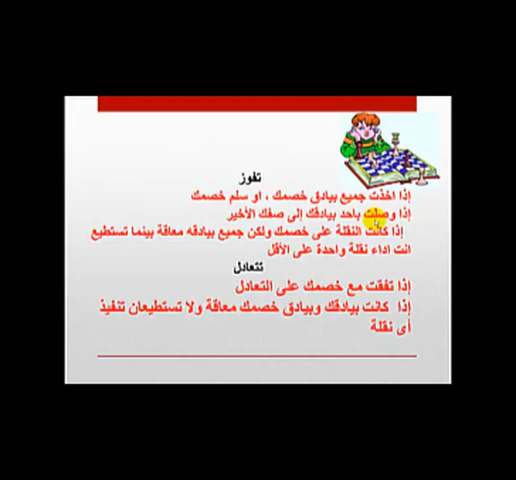 تفوز
إذا اخذت جميع بيادق خصمك ، او سلم خصمك
إذا وصلت باحد بيادقك إلى صفك الأخير
إذا كانت النقلة على خصمك ولكن جميع بيادقه معاقة بينما تستطيع
انت اداء نقلة واحدة على الأقل
تتعادل
إذا تفقت مع خصمك على التعادل
إذا كانت بيادقك وبيادق خصمك معاقة ولا تستطيعان تنفيذ
أى نقلة